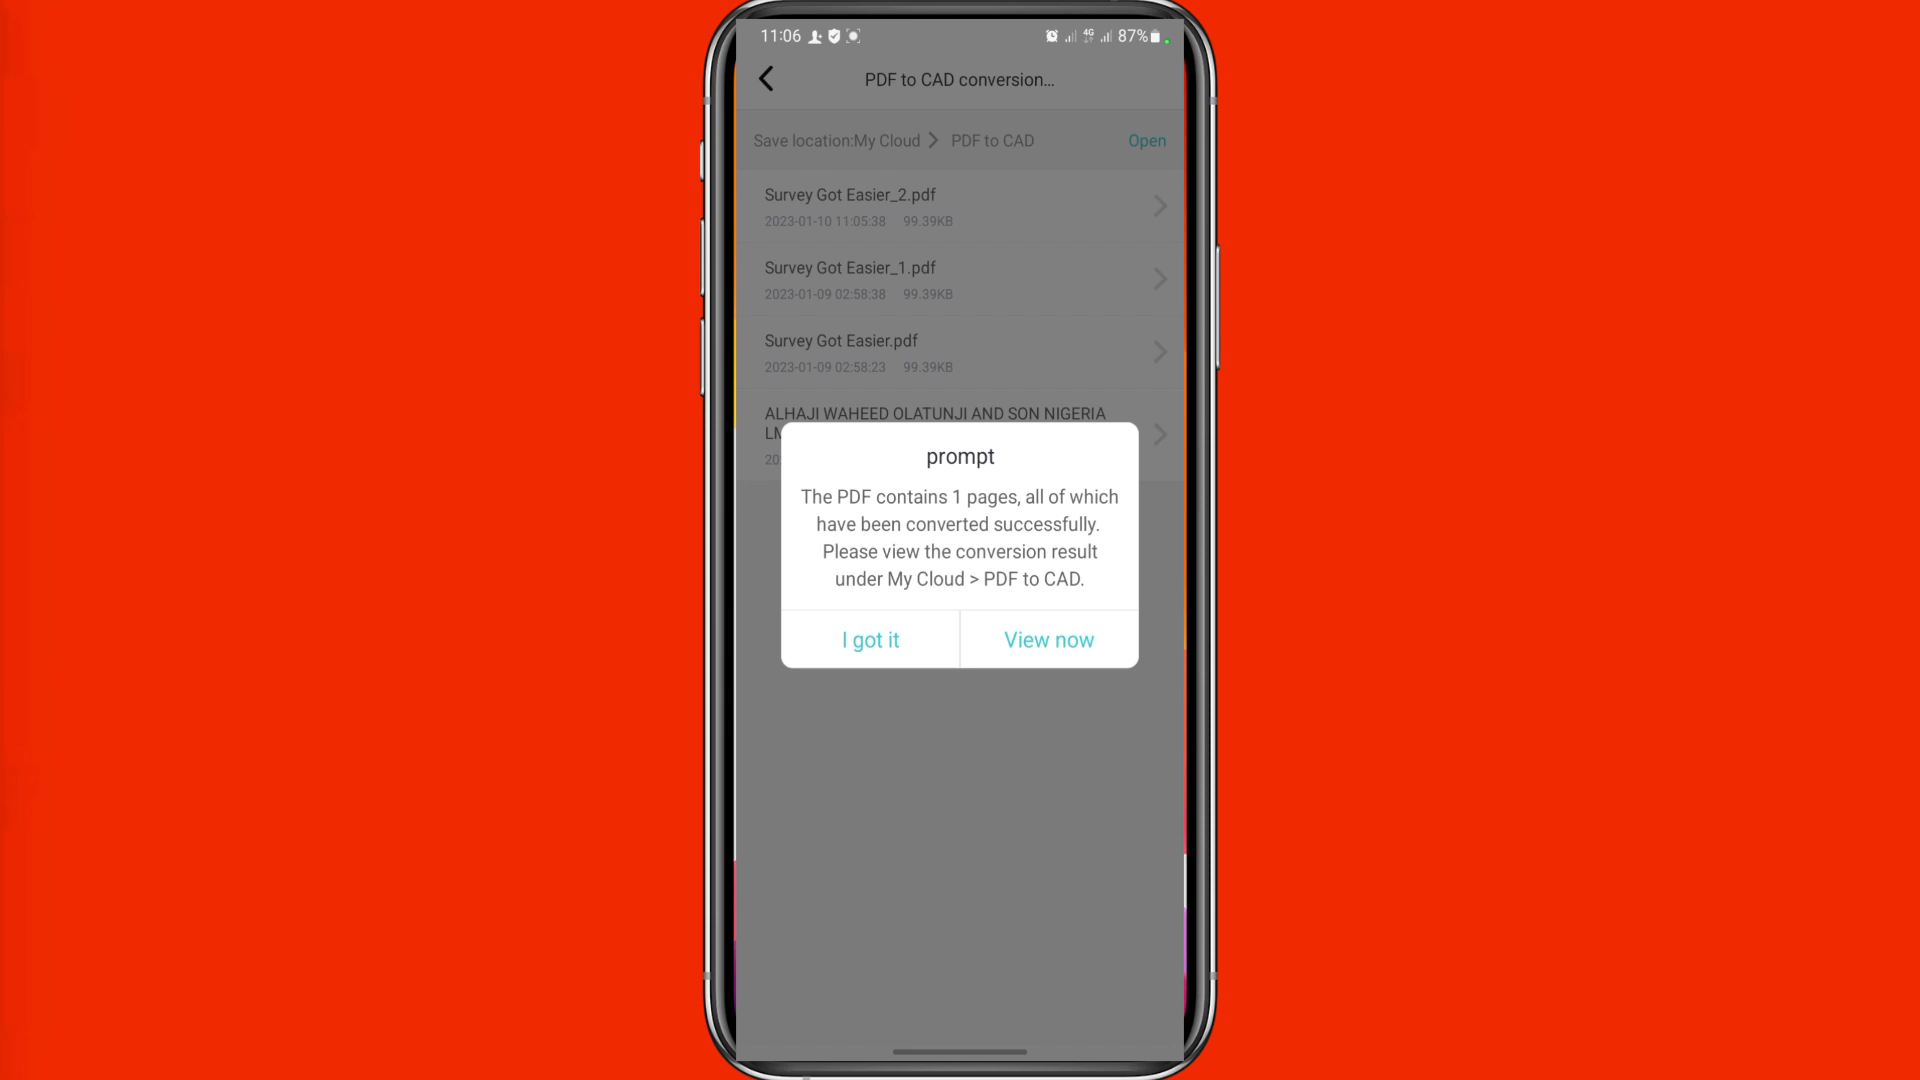 11:06 4G 87%
PDF to CAD conversion...
Save location:My Cloud PDF to CAD Open
Survey Got Easier_2.pdf
2023-01-10 11:05:38 99.39KB
Survey Got Easier_1.pdf
2023-01-09 02:58:38 99.39KB
Survey Got Easier.pdf
2023-01-09 02:58:23 99.39KB
ALHAJI WAHEED OLATUNJI AND SON NIGERIA
prompt
The PDF contains 1 pages, all of which
have been converted successfully.
Please view the conversion result
under My Cloud > PDF to CAD.
I got it View now